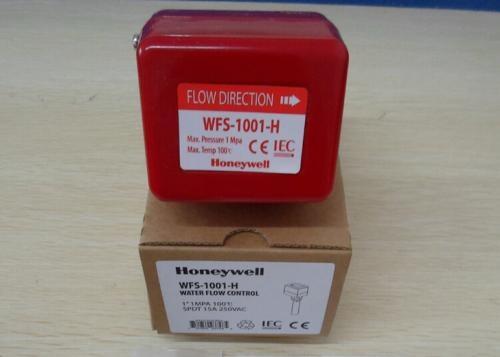 FLOW DIRECTION
WFS-1001-H
Max. Pressure 1 Mpa
Max. Temp 100℃
CE IEC
Honeywell
Honeywell
WFS-1001-H
WATER FLOW CONTROL
1" 1MPA 100℃
SPDT 15A 250VAC
IEC CE